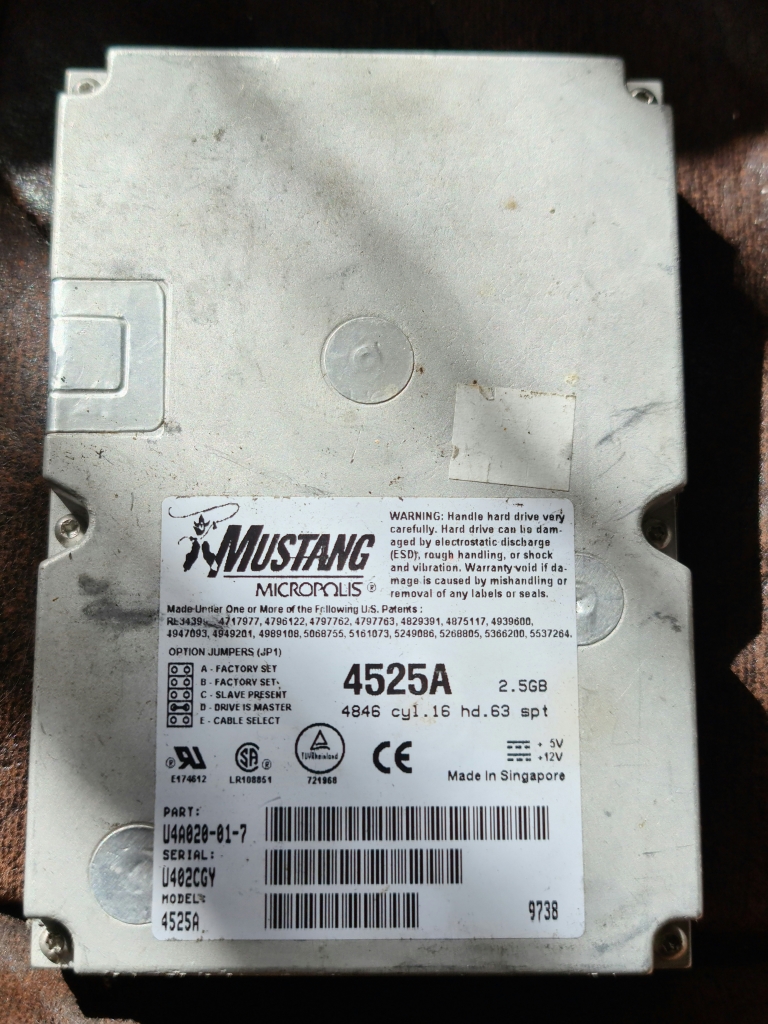 MUSTANG
MICROPOLIS ®
WARNING: Handle hard drive very
carefully. Hard drive can be dam-
aged by electrostatic discharge
(ESD), rough handling, or shock
and vibration. Warranty void if da-
mage is caused by mishandling or
removal of any labels or seals.
Made Under One or More of the Following U.S. Patents :
4717977, 4796122, 4797762, 4797763, 4829391, 4875117, 4939600,
4947093, 4949201, 4989108, 5068755, 5161073, 5249086, 5268805, 5366200, 5537264.
OPTION JUMPERS (JP1)
A - FACTORY SET
B - FACTORY SET
C - SLAVE PRESENT
D - DRIVE IS MASTER
E - CABLE SELECT
4525A 2.5GB
4846 cyl.16 hd.63 spt
E174612
SA
LR108851
TÜVRheinland
721968
CE
+ 5V
+12V
Made In Singapore
PART:
U4A020-01-7
SERIAL:
U402CGY
MODEL:
4525A
9738